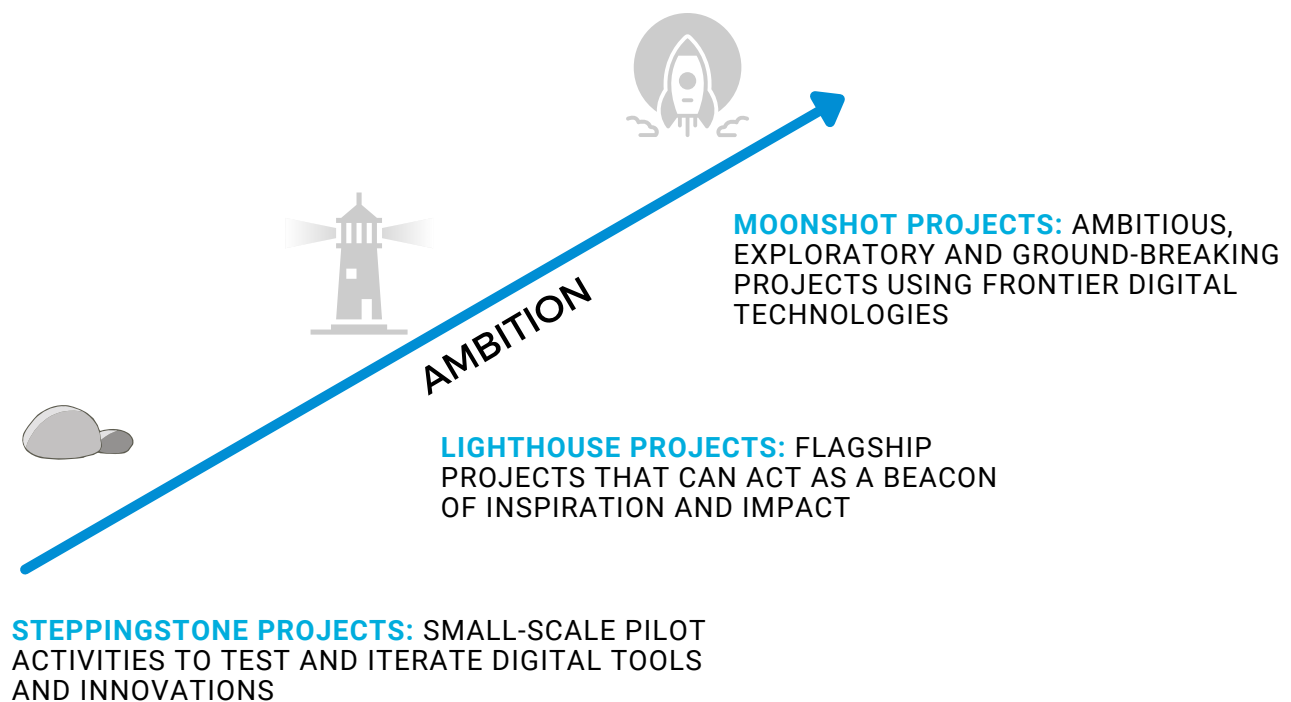 MOONSHOT PROJECTS: AMBITIOUS,
EXPLORATORY AND GROUND-BREAKING
PROJECTS USING FRONTIER DIGITAL
TECHNOLOGIES
AMBITION
LIGHTHOUSE PROJECTS: FLAGSHIP
PROJECTS THAT CAN ACT AS A BEACON
OF INSPIRATION AND IMPACT
STEPPINGSTONE PROJECTS: SMALL-SCALE PILOT
ACTIVITIES TO TEST AND ITERATE DIGITAL TOOLS
AND INNOVATIONS